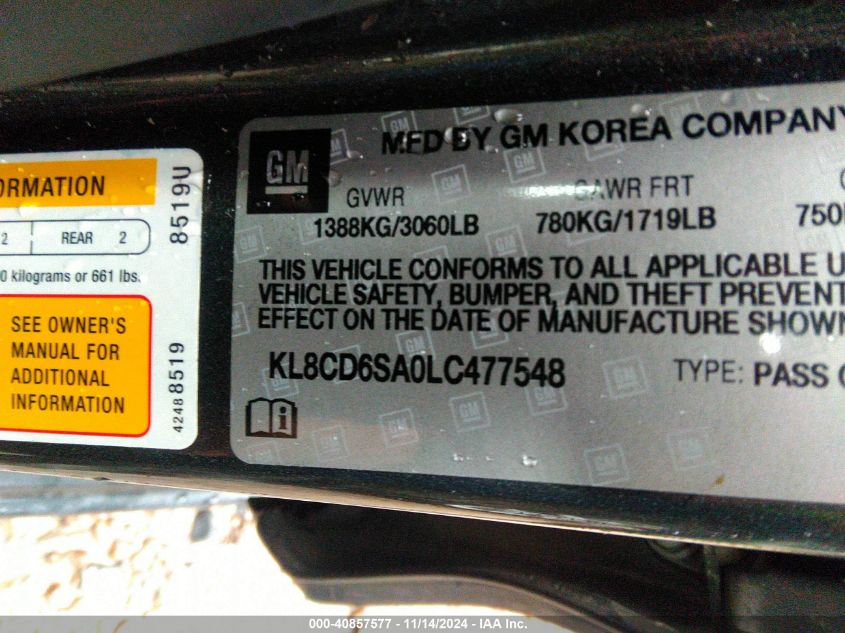 ORMATION
2 REAR 2
0 kilograms or 661 lbs.
SEE OWNER'S
MANUAL FOR
ADDITIONAL
INFORMATION
8519U
4248 8519
GM
MFD BY GM KOREA COMPANY
GVWR GAWR FRT
1388KG/3060LB 780KG/1719LB 750
THIS VEHICLE CONFORMS TO ALL APPLICABLE U
VEHICLE SAFETY, BUMPER, AND THEFT PREVENT
EFFECT ON THE DATE OF MANUFACTURE SHOWN
KL8CD6SA0LC477548 TYPE: PASS
000-40857577 - 11/14/2024 - IAA Inc.